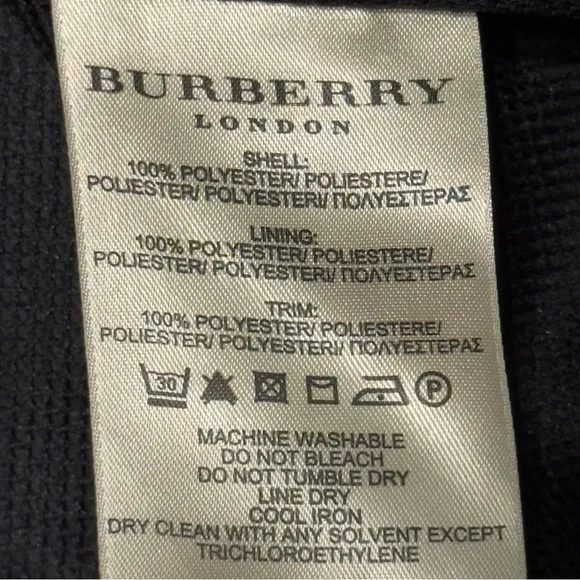 BURBERRY
LONDON
SHELL:
100% POLYESTER/ POLIESTERE/
POLIESTER/ POLYESTERI/ ΠΟΛΥΕΣΤΕΡΑΣ
LINING:
100% POLYESTER/ POLIESTERE/
POLIESTER/ POLYESTERI/ ΠΟΛΥΕΣΤΕΡΑΣ
TRIM:
100% POLYESTER/ POLIESTERE/
POLIESTER/ POLYESTERI/ ΠΟΛΥΕΣΤΕΡΑΣ
30 P
MACHINE WASHABLE
DO NOT BLEACH
DO NOT TUMBLE DRY
LINE DRY
COOL IRON
DRY CLEAN WITH ANY SOLVENT EXCEPT
TRICHLOROETHYLENE